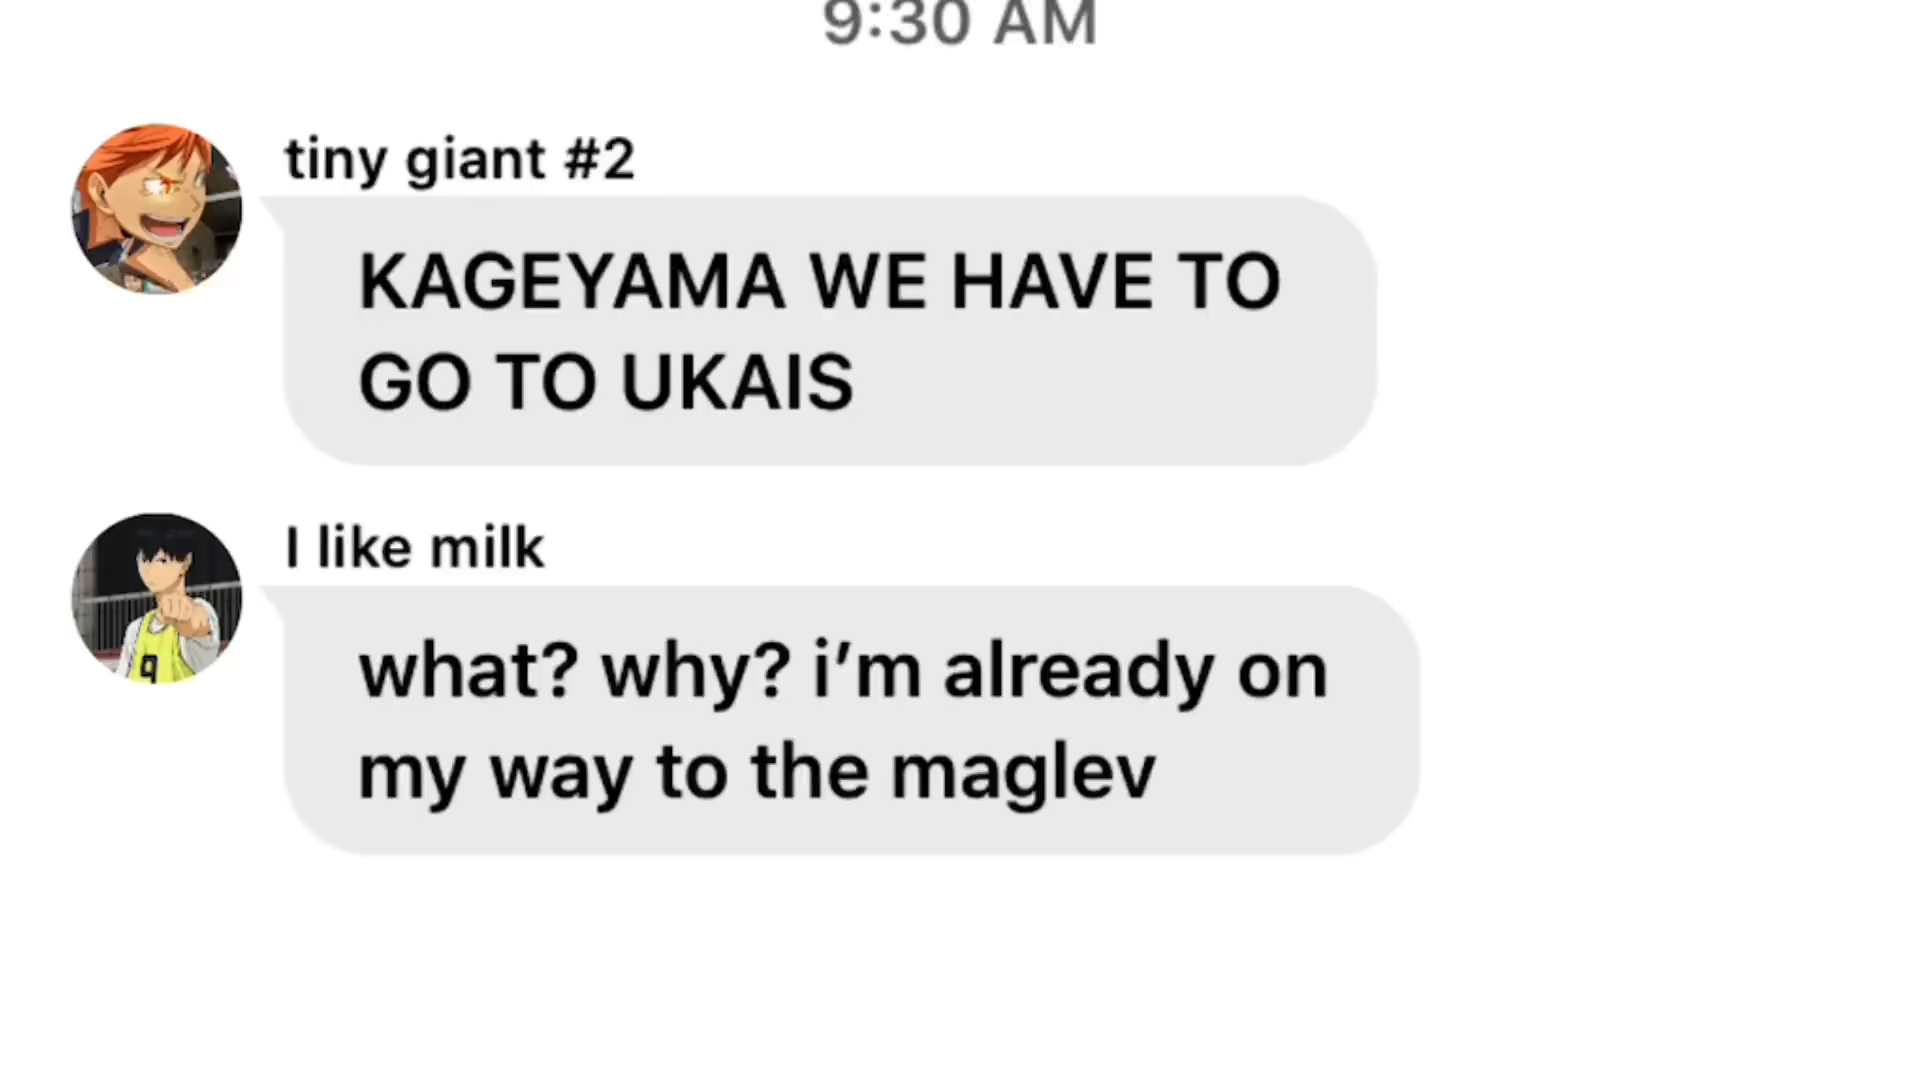 9:30 AM
tiny giant #2
KAGEYAMA WE HAVE TO
GO TO UKAIS
I like milk
what? why? i’m already on
my way to the maglev
9